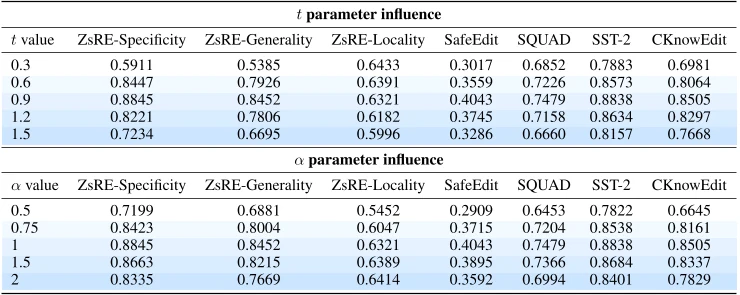 t parameter influence
t value ZsRE-Specificity ZsRE-Generality ZsRE-Locality SafeEdit SQUAD SST-2 CKnowEdit
0.3 0.5911 0.5385 0.6433 0.3017 0.6852 0.7883 0.6981
0.6 0.8447 0.7926 0.6391 0.3559 0.7226 0.8573 0.8064
0.9 0.8845 0.8452 0.6321 0.4043 0.7479 0.8838 0.8505
1.2 0.8221 0.7806 0.6182 0.3745 0.7158 0.8634 0.8297
1.5 0.7234 0.6695 0.5996 0.3286 0.6660 0.8157 0.7668
α parameter influence
α value ZsRE-Specificity ZsRE-Generality ZsRE-Locality SafeEdit SQUAD SST-2 CKnowEdit
0.5 0.7199 0.6881 0.5452 0.2909 0.6453 0.7822 0.6645
0.75 0.8423 0.8004 0.6047 0.3715 0.7204 0.8538 0.8161
1 0.8845 0.8452 0.6321 0.4043 0.7479 0.8838 0.8505
1.5 0.8663 0.8215 0.6389 0.3895 0.7366 0.8684 0.8337
2 0.8335 0.7669 0.6414 0.3592 0.6994 0.8401 0.7829